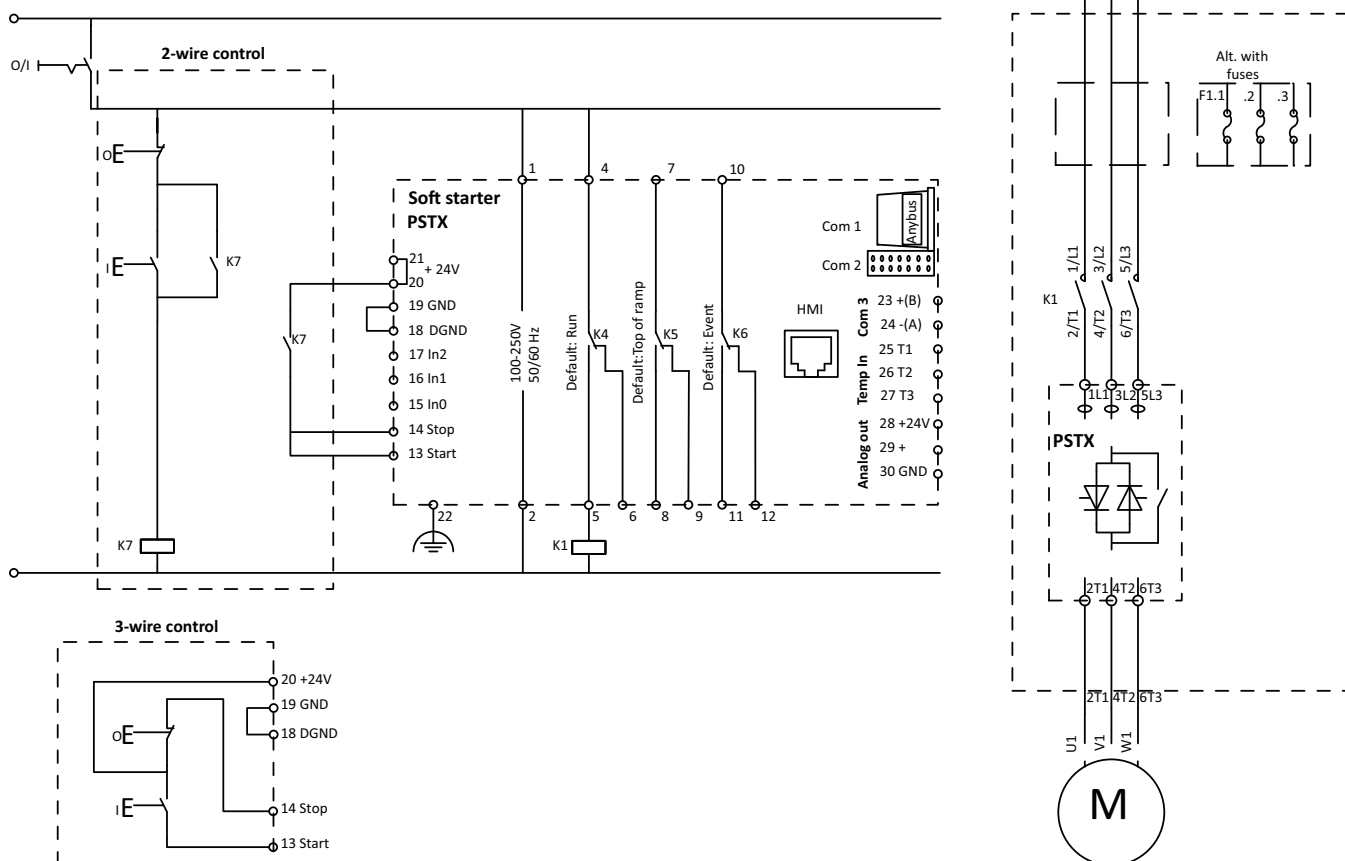 O/I
2-wire control
O
I
K7
K7
K7
Soft starter
PSTX
21
+ 24V
20
19 GND
18 DGND
17 In2
16 In1
15 In0
14 Stop
13 Start
22
1
100-250V
50/60 Hz
2
4
Default: Run
K4
5
6
K1
7
Default:Top of ramp
K5
8
9
10
Default: Event
K6
11
12
Com 1
Anybus
Com 2
HMI
Com 3
23 +(B)
24 -(A)
Temp In
25 T1
26 T2
27 T3
Analog out
28 +24V
29 +
30 GND
3-wire control
20 +24V
19 GND
18 DGND
O
I
14 Stop
13 Start
Alt. with
fuses
F1.1
.2
.3
1/L1
3/L2
5/L3
K1
2/T1
4/T2
6/T3
1L1
3L2
5L3
PSTX
2T1
4T2
6T3
2T1
4T2
6T3
U1
V1
W1
M